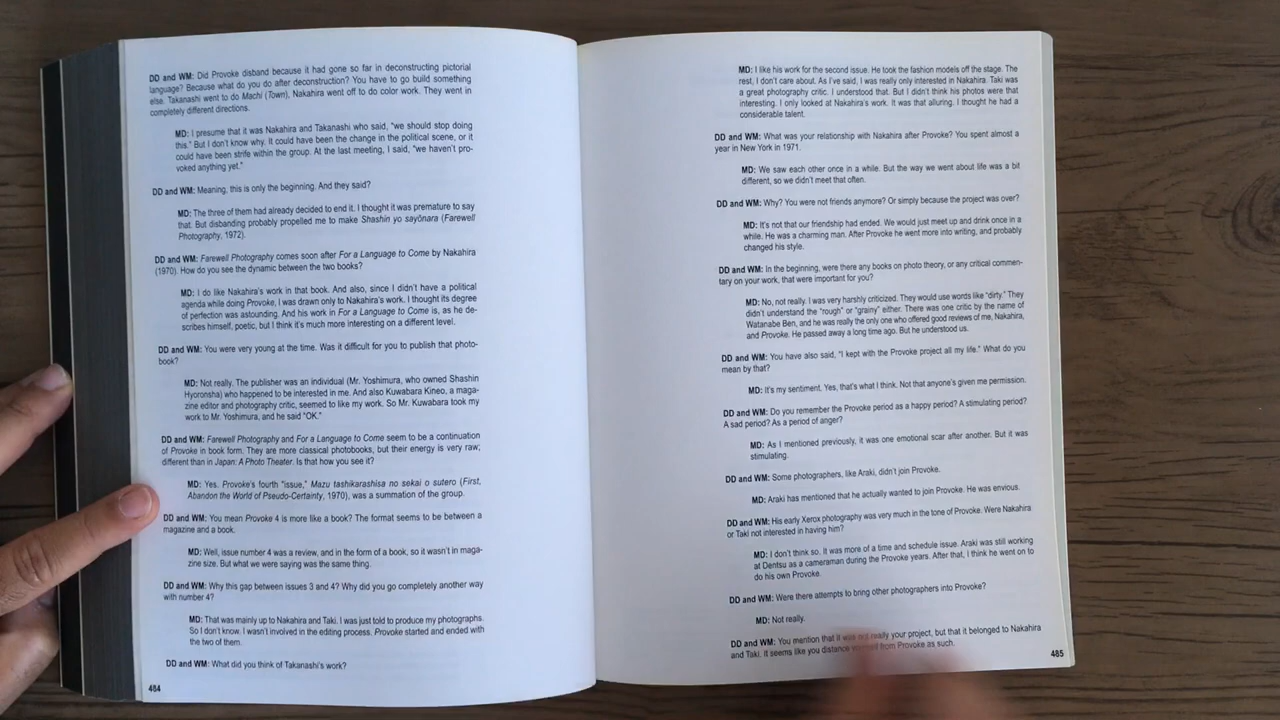 DD and WM: Did Provoke disband because it had gone so far in deconstructing pictorial
language? Because what do you do after deconstruction? You have to go build something
else. Takanashi went to do Machi (Town), Nakahira went off to do color work. They went in
completely different directions.
MD: I presume that it was Nakahira and Takanashi who said, "we should stop doing
this." But I don't know why. It could have been the change in the political scene, or it
could have been strife within the group. At the last meeting, I said, "we haven't pro-
voked anything yet."
DD and WM: Meaning, this is only the beginning. And they said?
MD: The three of them had already decided to end it. I thought it was premature to say
that. But disbanding probably propelled me to make Shashin yo sayōnara (Farewell
Photography, 1972).
DD and WM: Farewell Photography comes soon after For a Language to Come by Nakahira
(1970). How do you see the dynamic between the two books?
MD: I do like Nakahira's work in that book. And also, since I didn't have a political
agenda while doing Provoke, I was drawn only to Nakahira's work. I thought its degree
of perfection was astounding. And his work in For a Language to Come is, as he de-
scribes himself, poetic, but I think it's much more interesting on a different level.
DD and WM: You were very young at the time. Was it difficult for you to publish that photo-
book?
MD: Not really. The publisher was an individual (Mr. Yoshimura, who owned Shashin
Hyoronsha) who happened to be interested in me. And also Kuwabara Kineo, a maga-
zine editor and photography critic, seemed to like my work. So Mr. Kuwabara took my
work to Mr. Yoshimura, and he said "OK."
DD and WM: Farewell Photography and For a Language to Come seem to be a continuation
of Provoke in book form. They are more classical photobooks, but their energy is very raw;
different than in Japan: A Photo Theater. Is that how you see it?
MD: Yes. Provoke's fourth "issue," Mazu tashikarashisa no sekai o sutero (First,
Abandon the World of Pseudo-Certainty, 1970), was a summation of the group.
DD and WM: You mean Provoke 4 is more like a book? The format seems to be between a
magazine and a book.
MD: Well, issue number 4 was a review, and in the form of a book, so it wasn't in maga-
zine size. But what we were saying was the same thing.
DD and WM: Why this gap between issues 3 and 4? Why did you go completely another way
with number 4?
MD: That was mainly up to Nakahira and Taki. I was just told to produce my photographs.
So I don't know. I wasn't involved in the editing process. Provoke started and ended with
the two of them.
DD and WM: What did you think of Takanashi's work?
484
MD: I like his work for the second issue. He took the fashion models off the stage. The
rest, I don't care about. As I've said, I was really only interested in Nakahira. Taki was
a great photography critic. I understood that. But I didn't think his photos were that
interesting. I only looked at Nakahira's work. It was that alluring. I thought he had a
considerable talent.
DD and WM: What was your relationship with Nakahira after Provoke? You spent almost a
year in New York in 1971.
MD: We saw each other once in a while. But the way we went about life was a bit
different, so we didn't meet that often.
DD and WM: Why? You were not friends anymore? Or simply because the project was over?
MD: It's not that our friendship had ended. We would just meet up and drink once in a
while. He was a charming man. After Provoke he went more into writing, and probably
changed his style.
DD and WM: In the beginning, were there any books on photo theory, or any critical commen-
tary on your work, that were important for you?
MD: No, not really. I was very harshly criticized. They would use words like "dirty." They
didn't understand the "rough" or "grainy" either. There was one critic by the name of
Watanabe Ben, and he was really the only one who offered good reviews of me, Nakahira,
and Provoke. He passed away a long time ago. But he understood us.
DD and WM: You have also said, "I kept with the Provoke project all my life." What do you
mean by that?
MD: It's my sentiment. Yes, that's what I think. Not that anyone's given me permission.
DD and WM: Do you remember the Provoke period as a happy period? A stimulating period?
A sad period? As a period of anger?
MD: As I mentioned previously, it was one emotional scar after another. But it was
stimulating.
DD and WM: Some photographers, like Araki, didn't join Provoke.
MD: Araki has mentioned that he actually wanted to join Provoke. He was envious.
DD and WM: His early Xerox photography was very much in the tone of Provoke. Were Nakahira
or Taki not interested in having him?
MD: I don't think so. It was more of a time and schedule issue. Araki was still working
at Dentsu as a cameraman during the Provoke years. After that, I think he went on to
do his own Provoke.
DD and WM: Were there attempts to bring other photographers into Provoke?
MD: Not really.
DD and WM: You mention that it was not really your project, but that it belonged to Nakahira
and Taki. It seems like you distance yourself from Provoke as such.
485